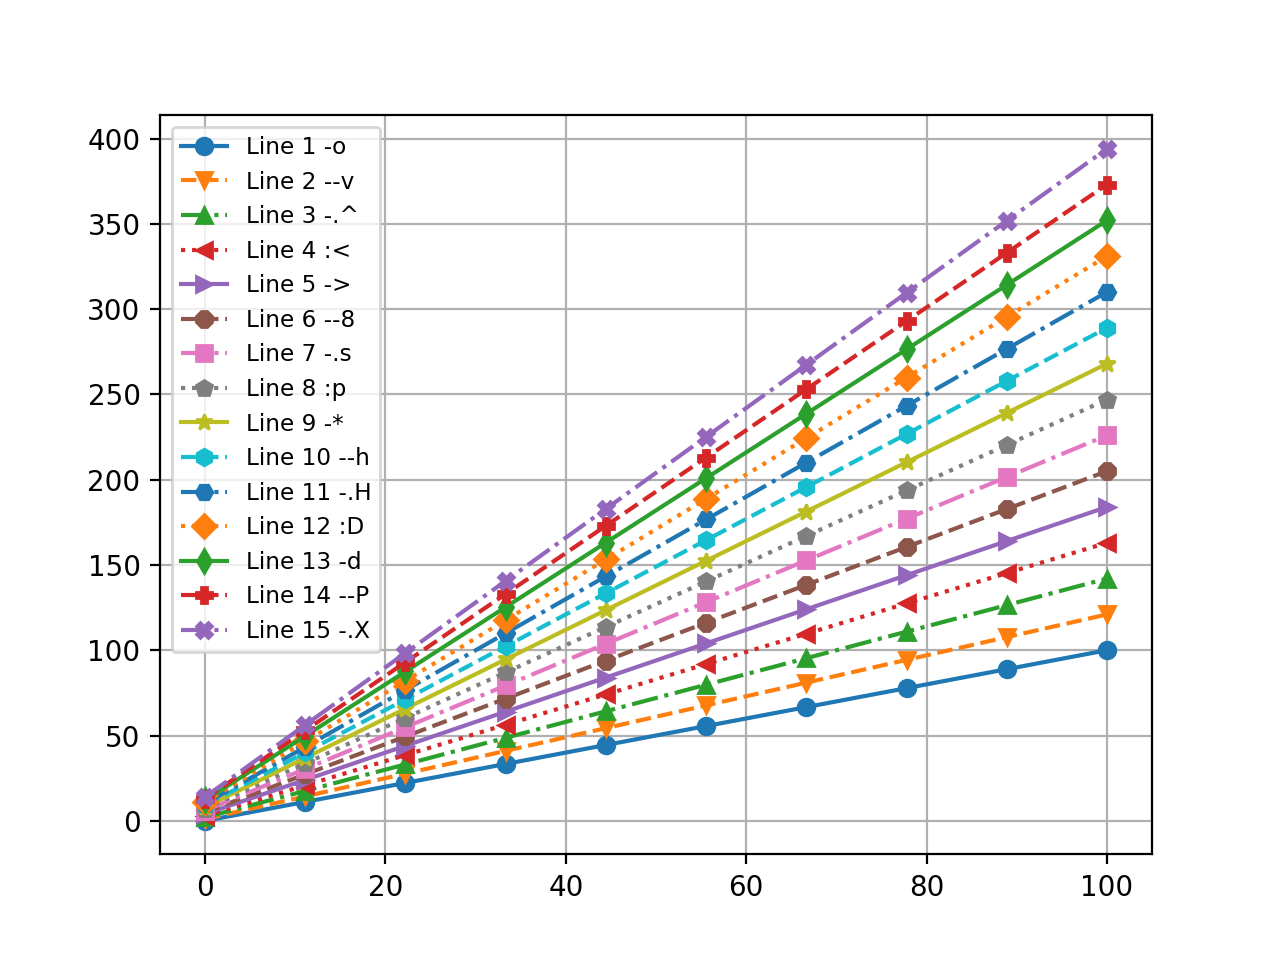 400
350
300
250
200
150
100
50
0
Line 1 -o
Line 2 --v
Line 3 -.^
Line 4 :<
Line 5 ->
Line 6 --8
Line 7 -.s
Line 8 :p
Line 9 -*
Line 10 --h
Line 11 -.H
Line 12 :D
Line 13 -d
Line 14 --P
Line 15 -.X
0 20 40 60 80 100